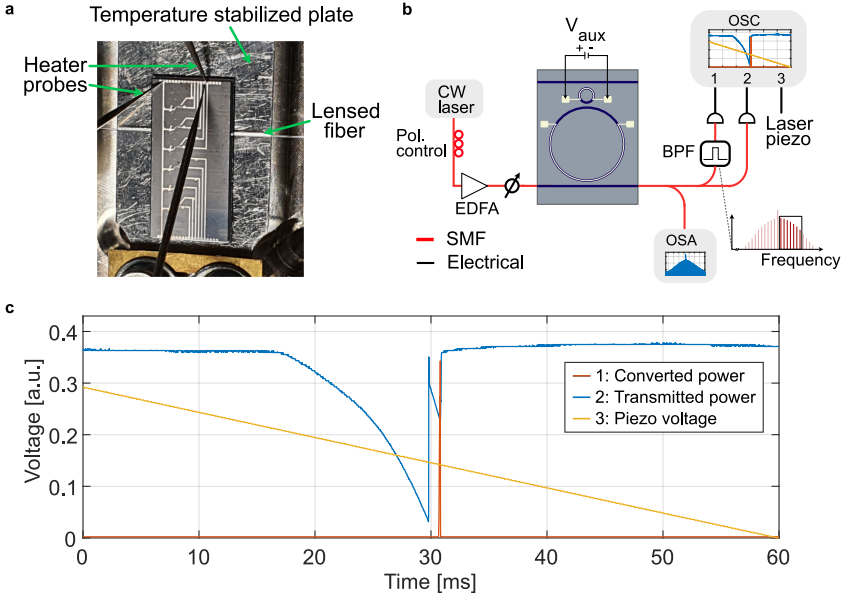 a
Temperature stabilized plate
Heater
probes
Lensed
fiber
b
V
aux
+ -
CW
laser
Pol.
control
EDFA
SMF
Electrical
OSC
1 2 3
Laser
piezo
BPF
OSA
Frequency
c
Voltage [a.u.]
0.4
0.3
0.2
0.1
0
0 10 20 30 40 50 60
Time [ms]
1: Converted power
2: Transmitted power
3: Piezo voltage